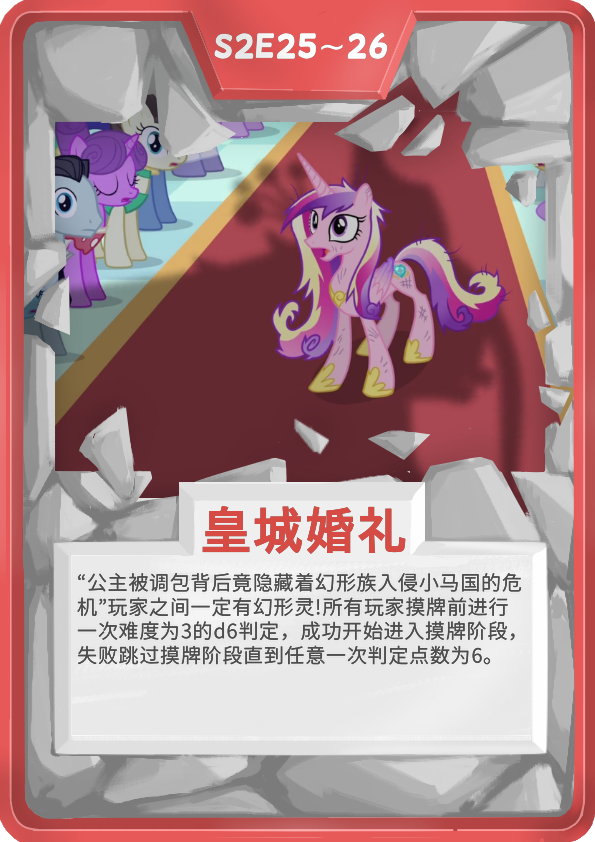 S2E25~26
皇城婚礼
“公主被调包背后竟隐藏着幻形族入侵小马国的危
机”玩家之间一定有幻形灵!所有玩家摸牌前进行
一次难度为3的d6判定，成功开始进入摸牌阶段，
失败跳过摸牌阶段直到任意一次判定点数为6。